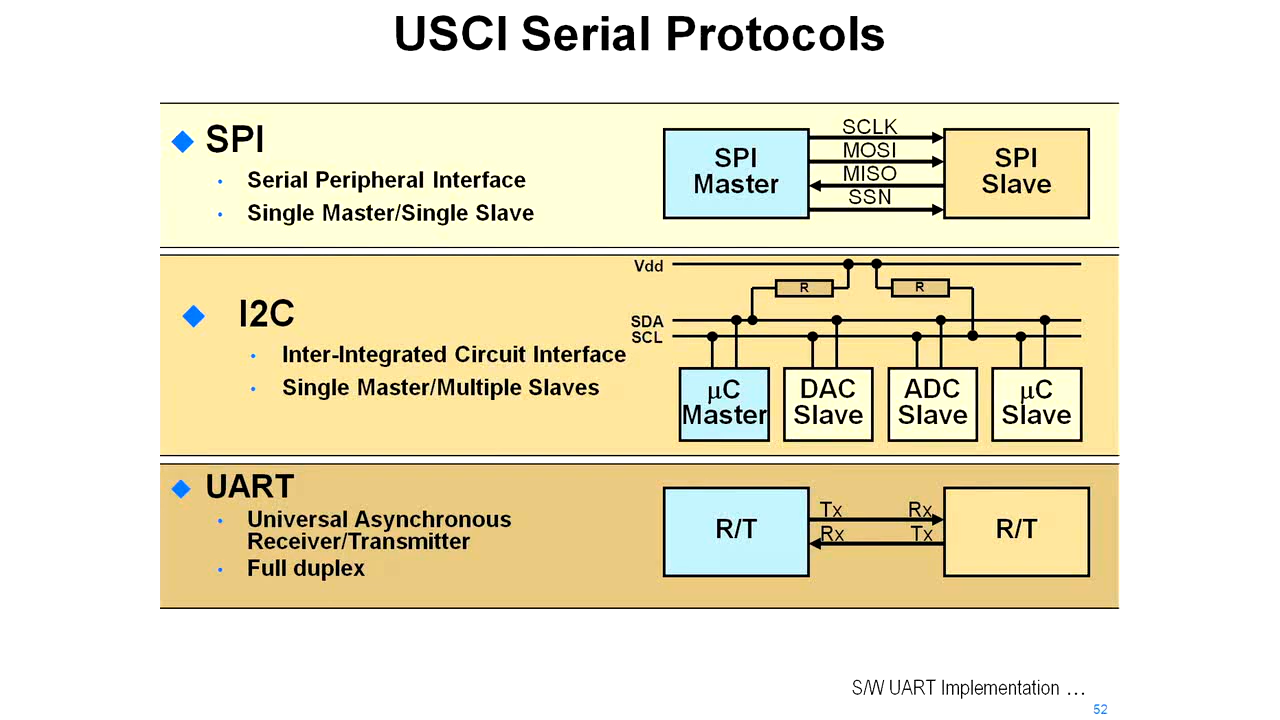 USCI Serial Protocols
SPI
• Serial Peripheral Interface
• Single Master/Single Slave
SPI
Master
SCLK
MOSI
MISO
SSN
SPI
Slave
I2C
• Inter-Integrated Circuit Interface
• Single Master/Multiple Slaves
Vdd
R
R
SDA
SCL
μC
Master
DAC
Slave
ADC
Slave
μC
Slave
UART
• Universal Asynchronous
Receiver/Transmitter
• Full duplex
R/T
Tx Rx
Rx Tx
R/T
S/W UART Implementation …
52